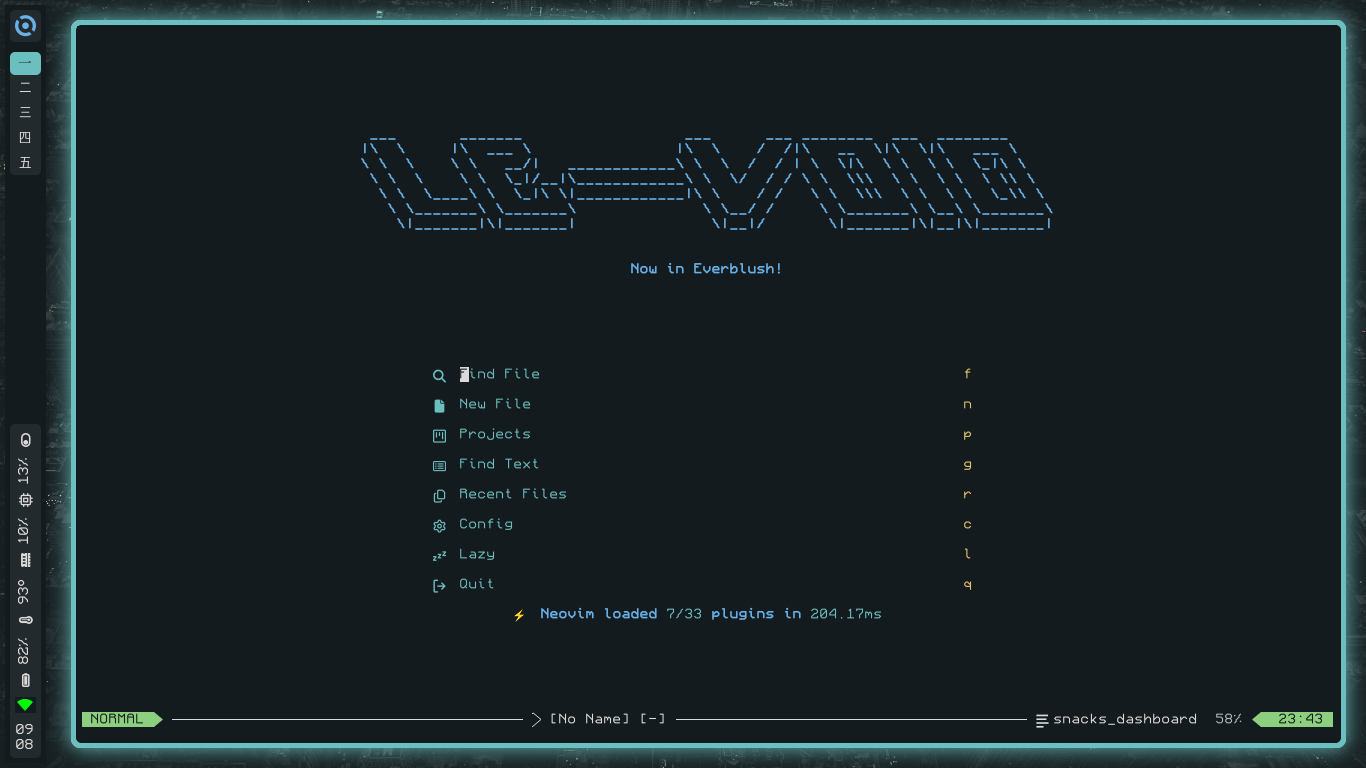 一
二
三
四
五
13%
10%
93°
82%
09
08
LE-VOID
Now in Everblush!
Find File f
New File n
Projects p
Find Text g
Recent Files r
Config c
Lazy l
Quit q
⚡ Neovim loaded 7/33 plugins in 204.17ms
NORMAL [No Name] [-] snacks_dashboard 58% 23:43